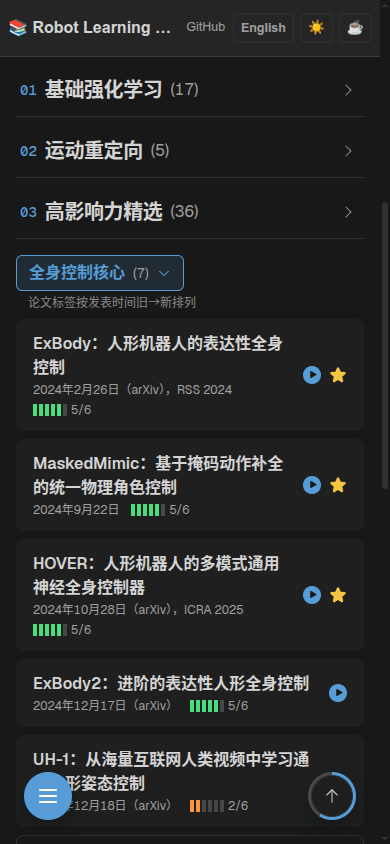 📚 Robot Learning ... GitHub English ☀️ ☕
01 基础强化学习 (17)
02 运动重定向 (5)
03 高影响力精选 (36)
全身控制核心 (7)
论文标签按发表时间旧→新排列
ExBody：人形机器人的表达性全身
控制
2024年2月26日（arXiv），RSS 2024
5/6
MaskedMimic：基于掩码动作补全
的统一物理角色控制
2024年9月22日 5/6
HOVER：人形机器人的多模式通用
神经全身控制器
2024年10月28日（arXiv），ICRA 2025
5/6
ExBody2：进阶的表达性人形全身控制
2024年12月17日（arXiv） 5/6
UH-1：从海量互联网人类视频中学习通
形姿态控制
12月18日（arXiv） 2/6